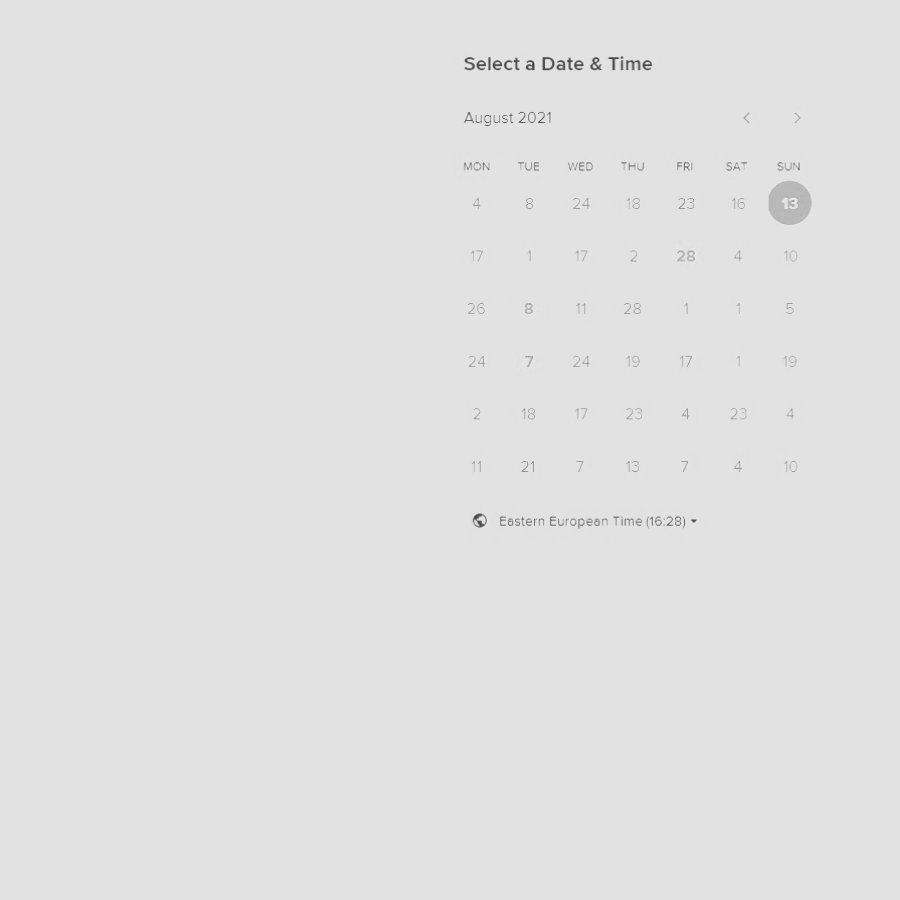 Select a Date & Time
August 2021
MON TUE WED THU FRI SAT SUN
4 8 24 18 23 16 13
17 1 17 2 28 4 10
26 8 11 28 1 1 5
24 7 24 19 17 1 19
2 18 17 23 4 23 4
11 21 7 13 7 4 10
Eastern European Time (16:28)